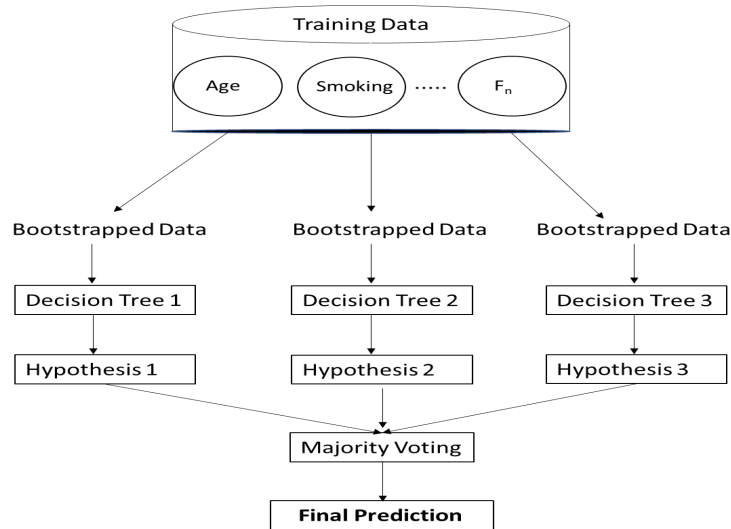 Training Data
Age Smoking ..... Fₙ
Bootstrapped Data Bootstrapped Data Bootstrapped Data
Decision Tree 1 Decision Tree 2 Decision Tree 3
Hypothesis 1 Hypothesis 2 Hypothesis 3
Majority Voting
Final Prediction